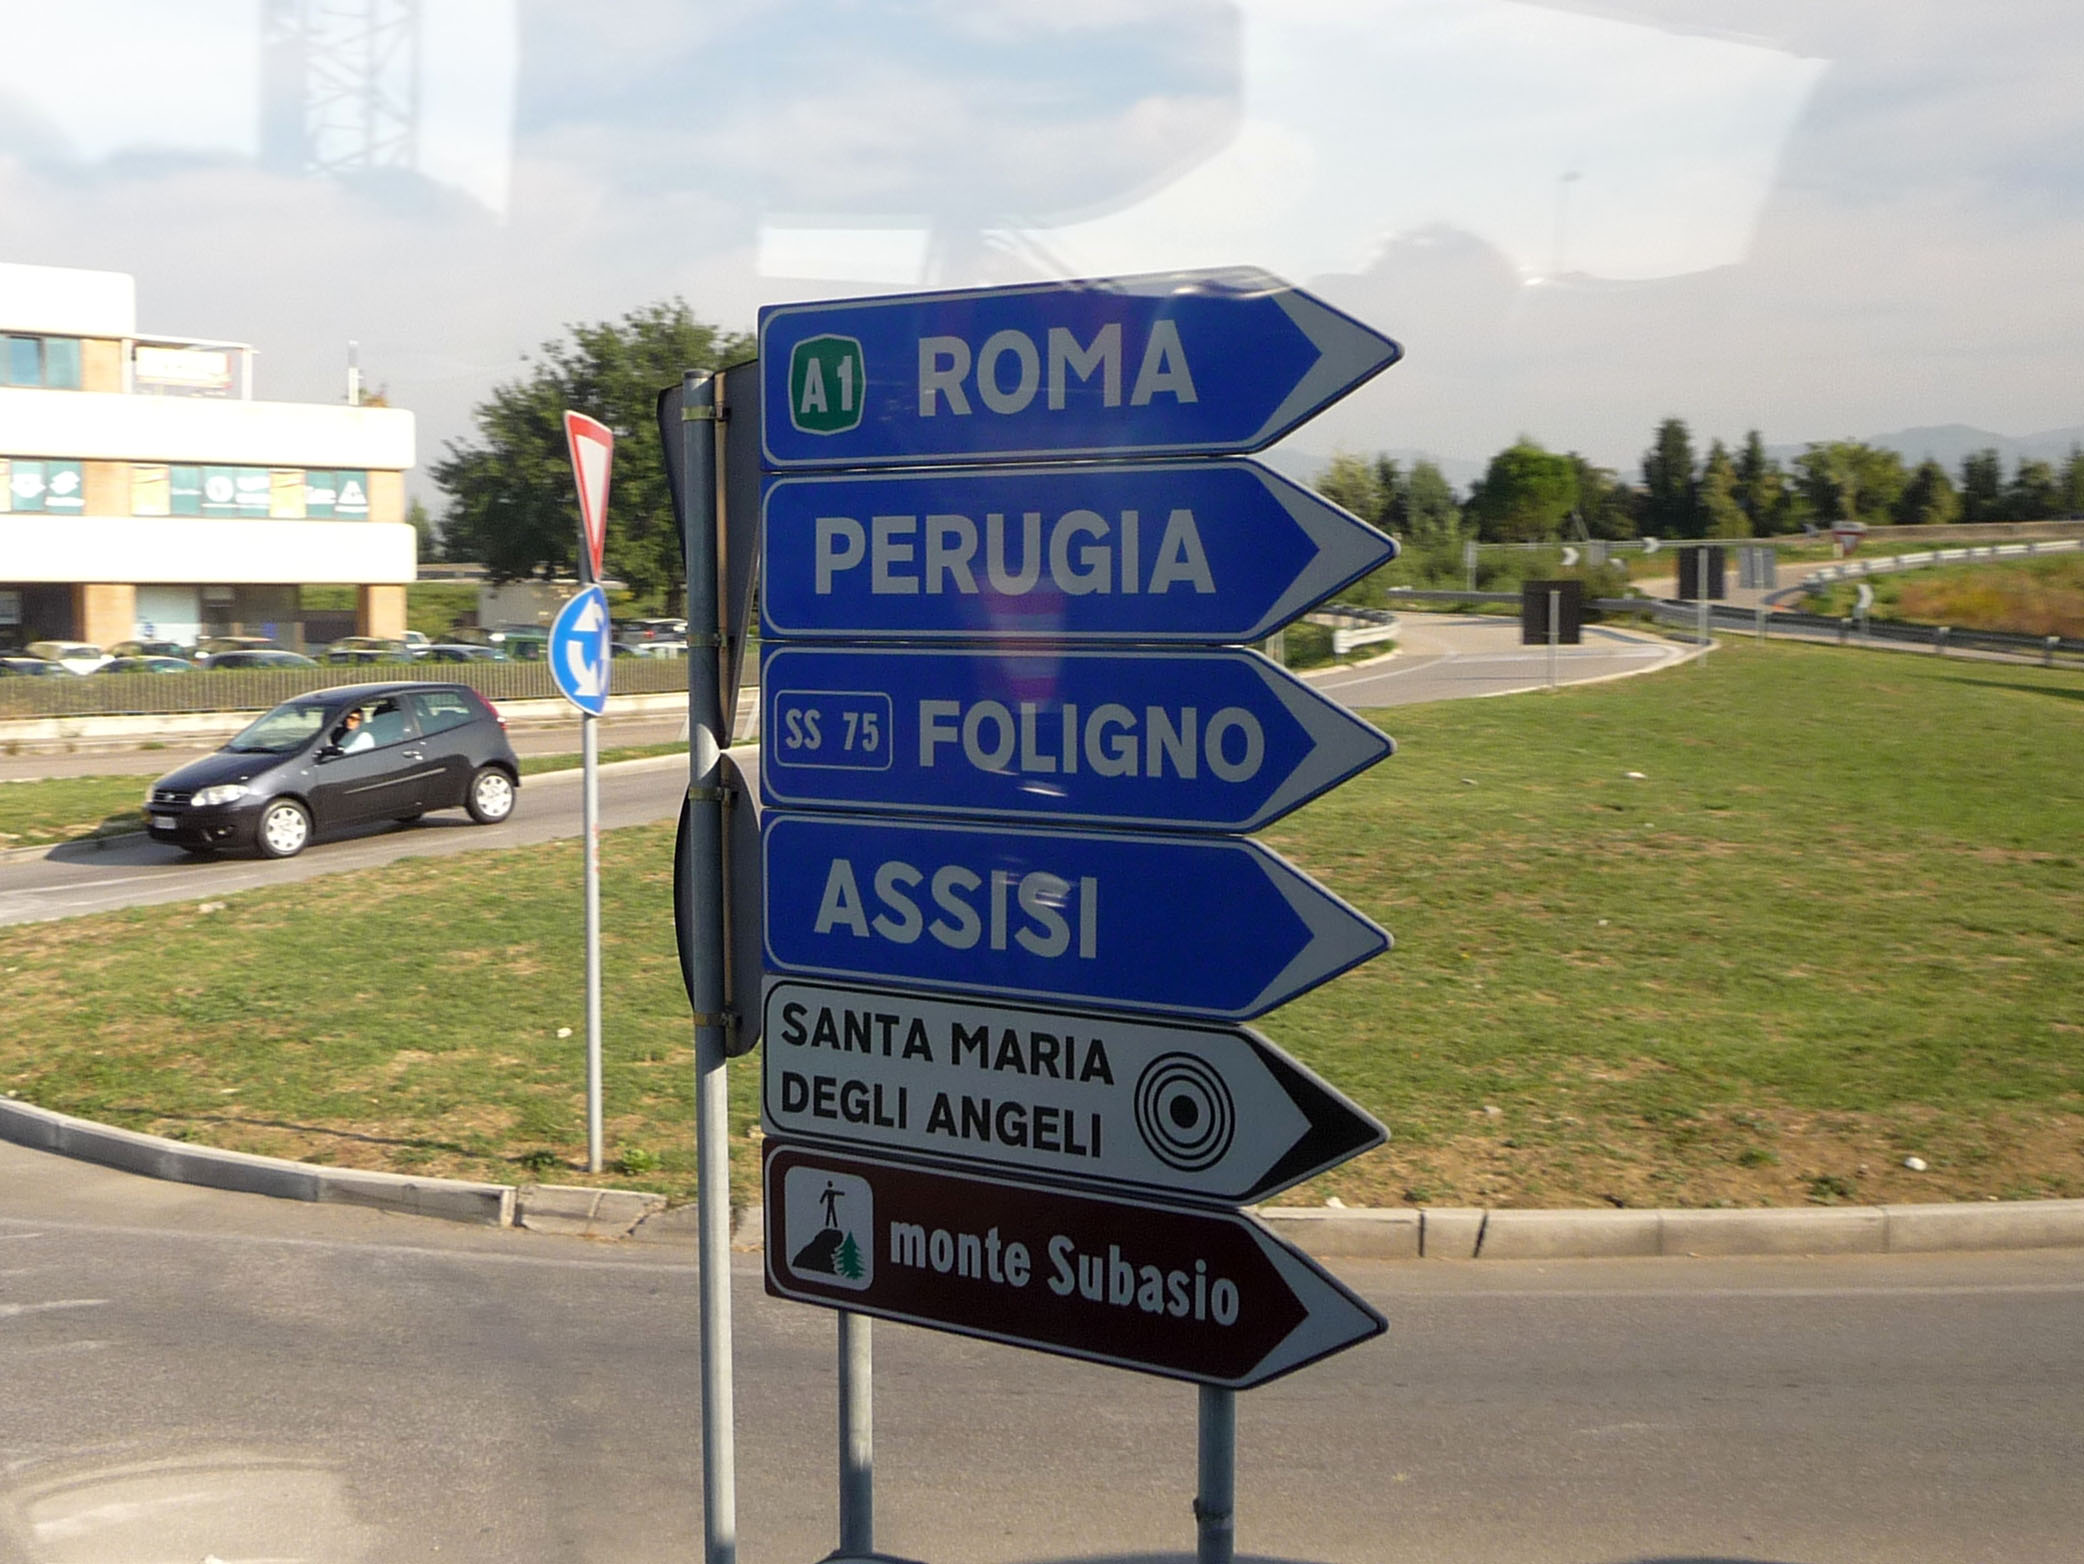 A1 ROMA
PERUGIA
SS 75 FOLIGNO
ASSISI
SANTA MARIA
DEGLI ANGELI
monte Subasio